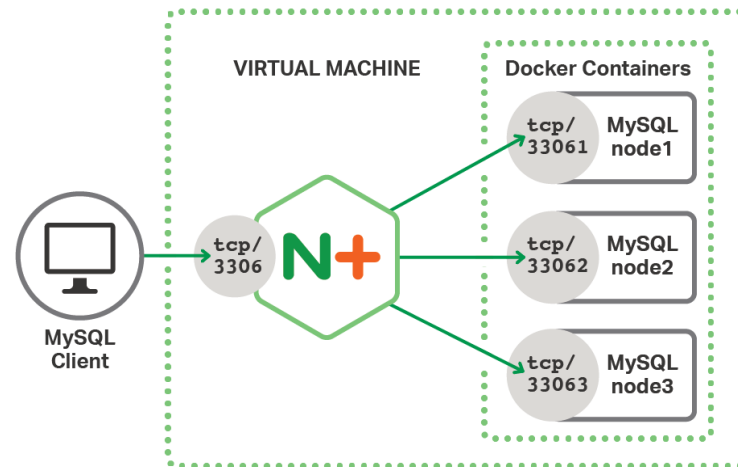 VIRTUAL MACHINE
Docker Containers
tcp/
33061
MySQL
node1
tcp/
3306
N+
tcp/
33062
MySQL
node2
MySQL
Client
tcp/
33063
MySQL
node3